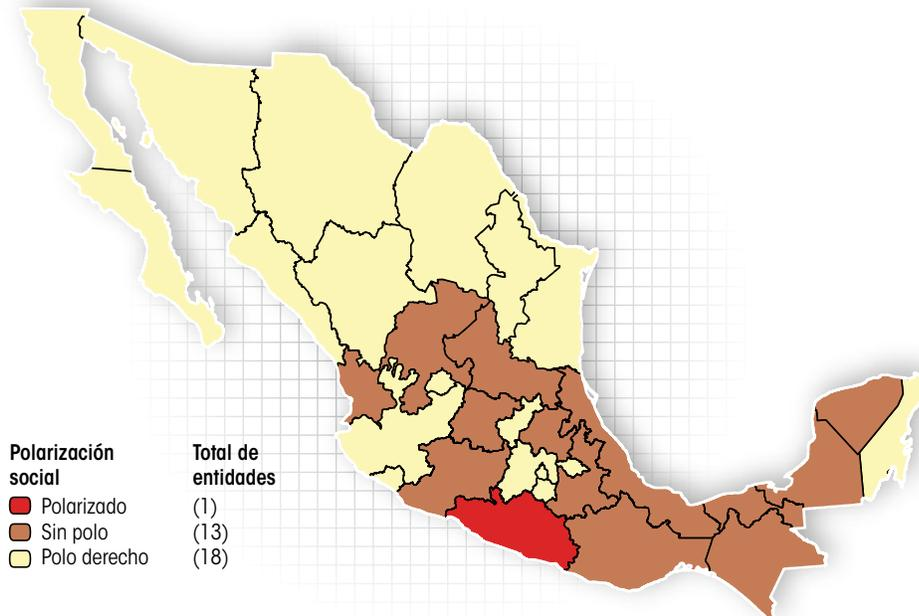 Polarización social
Total de entidades
Polarizado (1)
Sin polo (13)
Polo derecho (18)